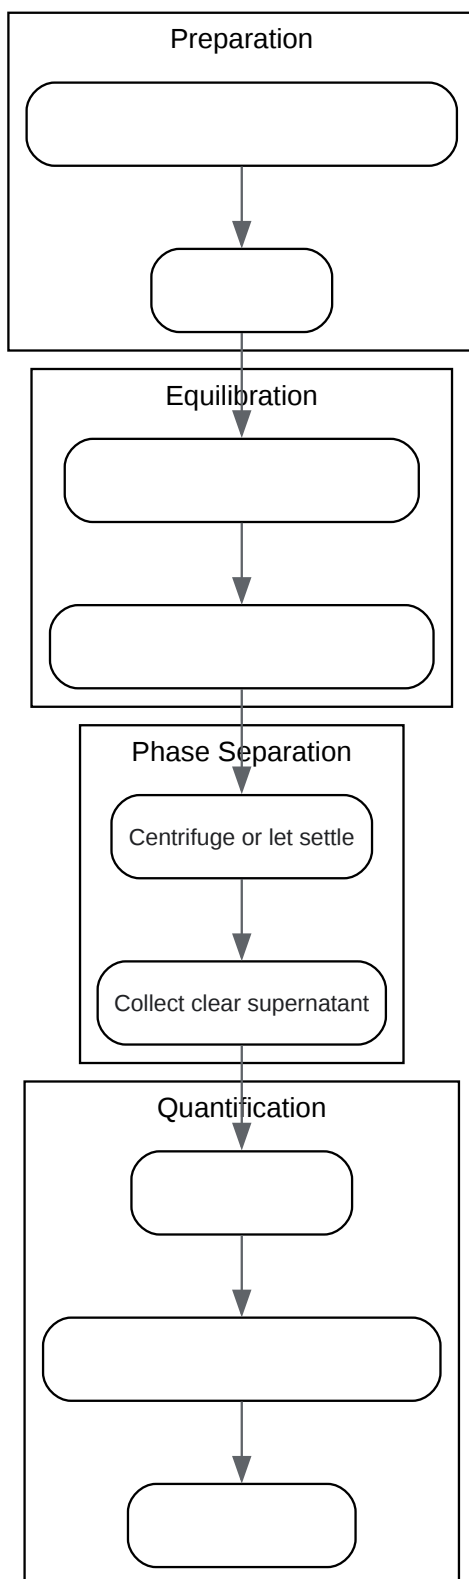 Preparation
Equilibration
Phase Separation
Centrifuge or let settle
Collect clear supernatant
Quantification